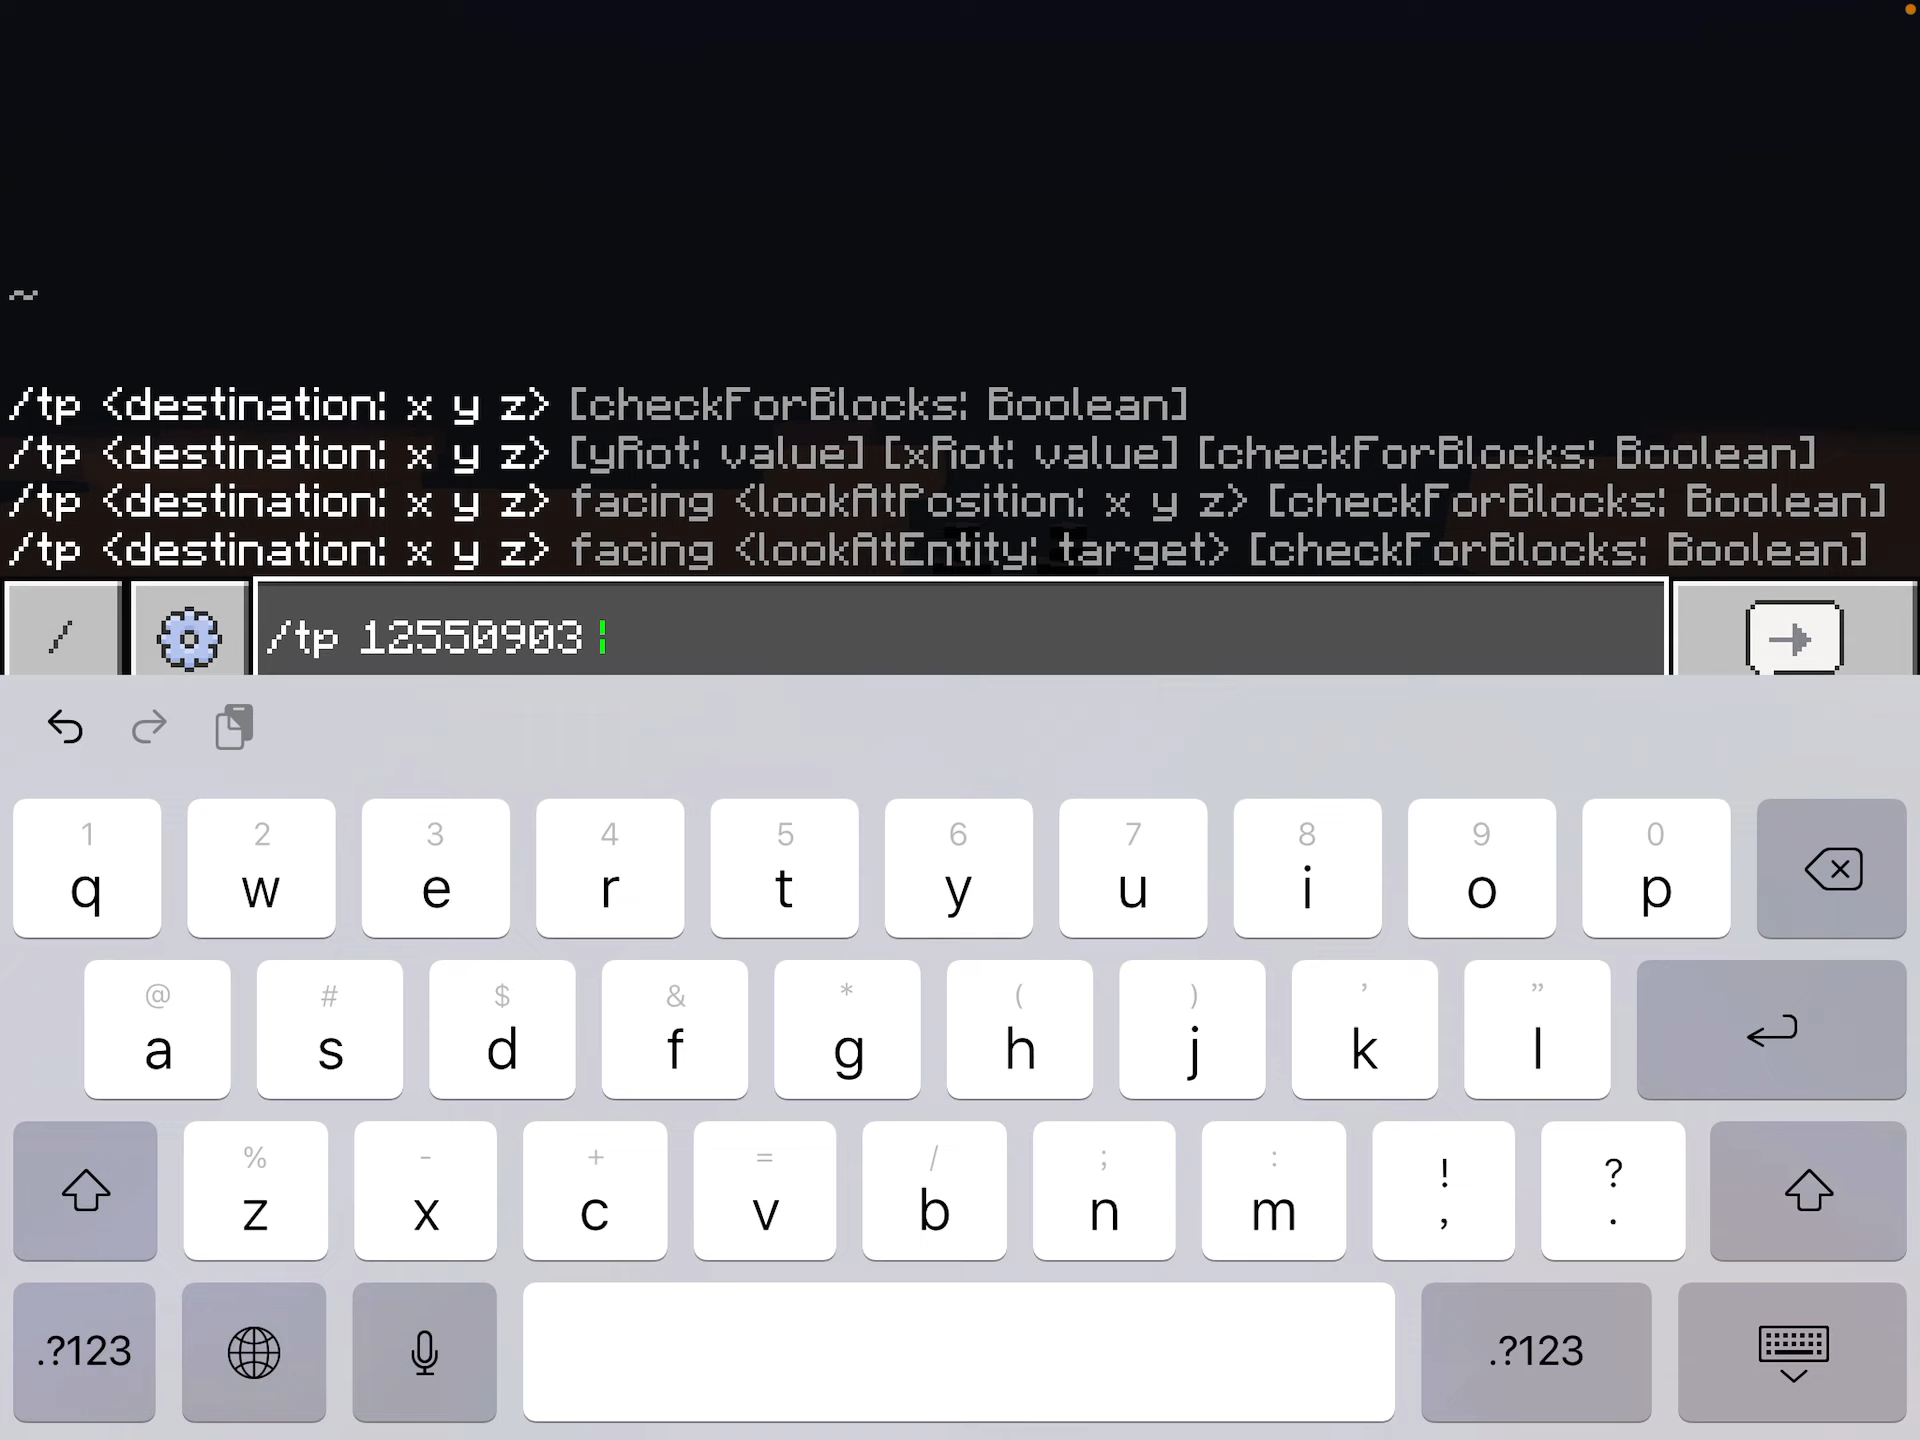 ~
/tp <destination: x y z> [checkForBlocks: Boolean]
/tp <destination: x y z> [yRot: value] [xRot: value] [checkForBlocks: Boolean]
/tp <destination: x y z> facing <lookAtPosition: x y z> [checkForBlocks: Boolean]
/tp <destination: x y z> facing <lookAtEntity: target> [checkForBlocks: Boolean]
/ /tp 12550903
1 2 3 4 5 6 7 8 9 0
q w e r t y u i o p
@ # $ & * ( ) ’ ”
a s d f g h j k l
% - + = / ; : ! ?
z x c v b n m , .
.?123 .?123